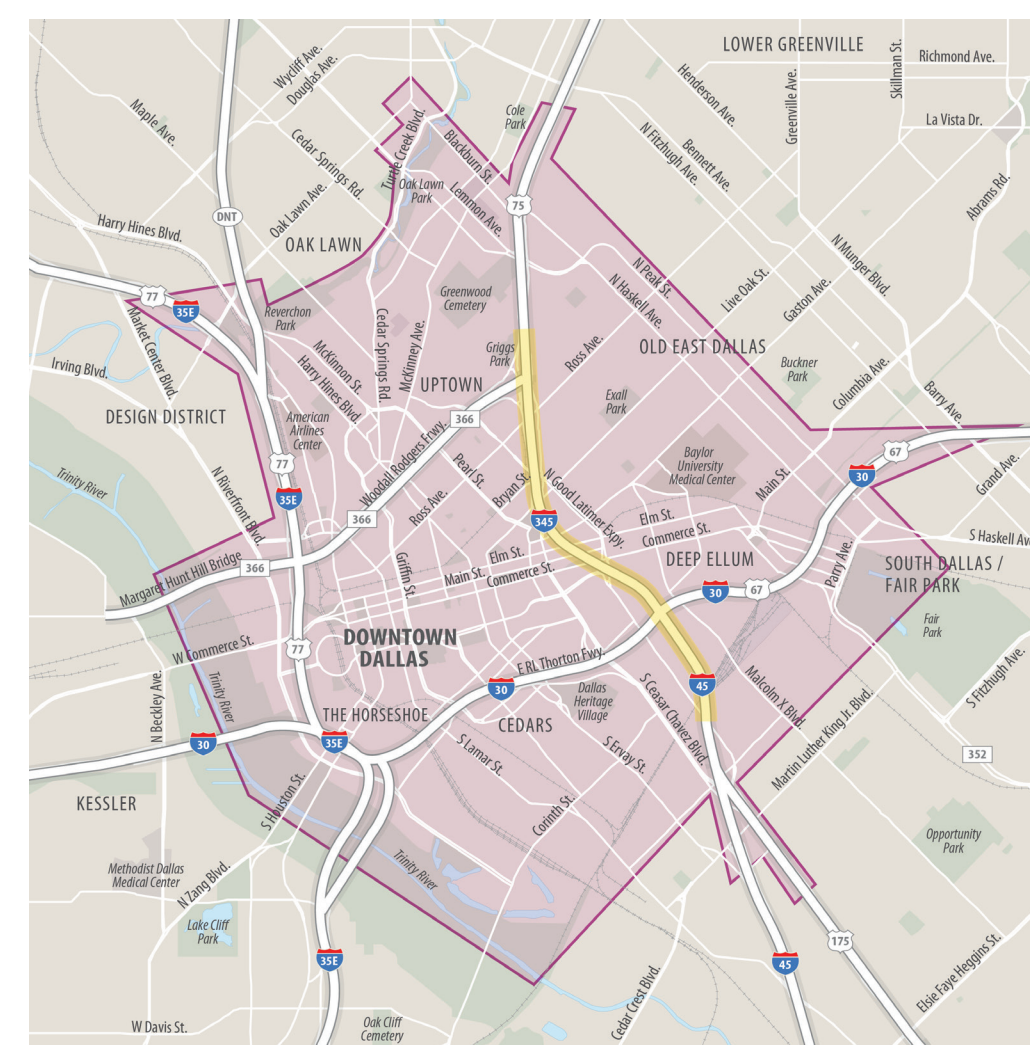 LOWER GREENVILLE
Skillman St.
Richmond Ave.
Wycliff Ave.
Douglas Ave.
Henderson Ave.
Greenville Ave.
Maple Ave.
Cole
Park
La Vista Dr.
Turtle Creek Blvd.
Blackburn St.
N Fitzhugh Ave.
Bennett Ave.
Cedar Springs Rd.
Oak Lawn
Park
Lemmon Ave.
Abrams Rd.
Oak Lawn Ave.
75
DNT
Harry Hines Blvd.
OAK LAWN
N Munger Blvd.
N Peak St.
Live Oak St.
Gaston Ave.
N Haskell Ave.
77
35E
Reverchon
Park
Greenwood
Cemetery
Cedar Springs Rd.
McKinney Ave.
McKinnon St.
Harry Hines Blvd.
Griggs
Park
Ross Ave.
OLD EAST DALLAS
Market Center Blvd.
Irving Blvd.
UPTOWN
Buckner
Park
Columbia Ave.
Barry Ave.
DESIGN DISTRICT
American
Airlines
Center
366
Exall
Park
Woodall Rodgers Frwy.
77
35E
Pearl St.
Bryan St.
N Good Latimer Expy.
Baylor
University
Medical Center
Main St.
67
30
Grand Ave.
Trinity River
N Riverfront Blvd.
366
Ross Ave.
345
Elm St.
Commerce St.
S Haskell Ave
Margaret Hunt Hill Bridge
366
Griffin St.
Elm St.
Main St.
Commerce St.
DEEP ELLUM
Parry Ave.
SOUTH DALLAS /
FAIR PARK
30
67
Fair
Park
W Commerce St.
77
DOWNTOWN
DALLAS
E RL Thorton Fwy.
30
45
S Fitzhugh Ave.
N Beckley Ave.
Trinity River
THE HORSESHOE
CEDARS
Dallas
Heritage
Village
S Ceasar Chavez Blvd.
Malcolm X Blvd.
Martin Luther King Jr. Blvd.
30
35E
S Lamar St.
S Ervay St.
352
KESSLER
S Houston St.
Corinth St.
Opportunity
Park
Methodist Dallas
Medical Center
N Zang Blvd.
Trinity River
Lake Cliff
Park
35E
175
45
Cedar Crest Blvd.
Elsie Faye Heggins St.
W Davis St.
Oak Cliff
Cemetery